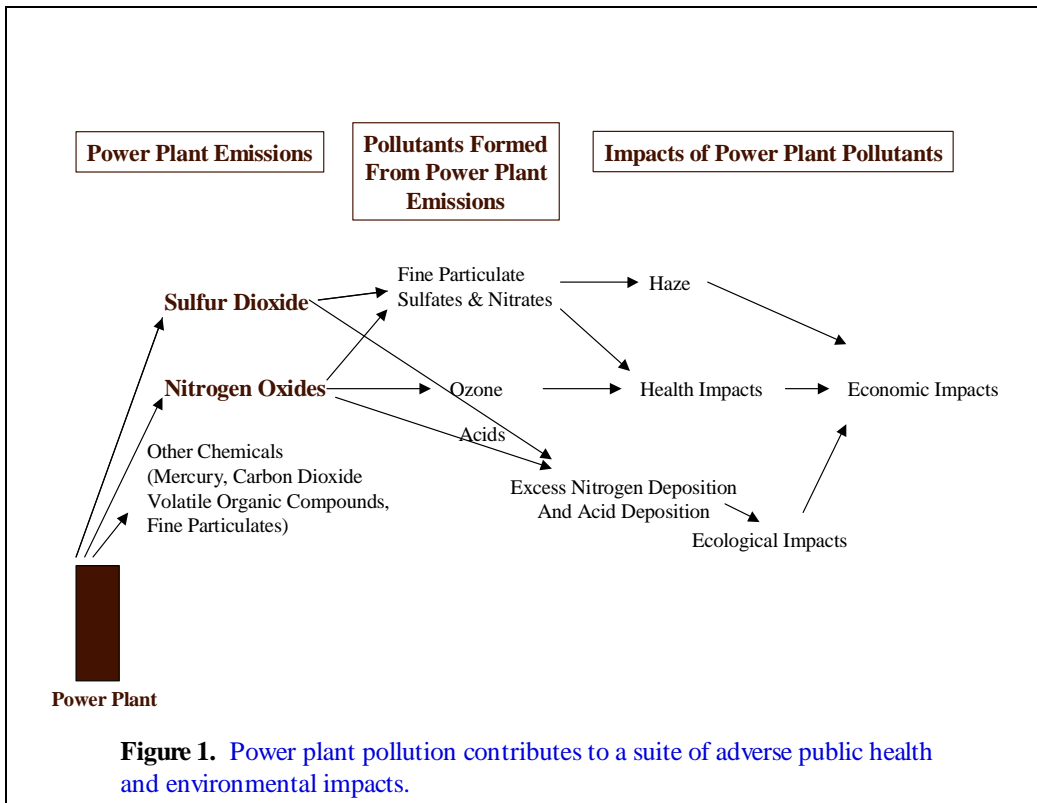 Power Plant Emissions
Pollutants Formed
From Power Plant
Emissions
Impacts of Power Plant Pollutants
Fine Particulate
Sulfates & Nitrates
Haze
Sulfur Dioxide
Nitrogen Oxides
Ozone
Health Impacts
Economic Impacts
Acids
Other Chemicals
(Mercury, Carbon Dioxide
Volatile Organic Compounds,
Fine Particulates)
Excess Nitrogen Deposition
And Acid Deposition
Ecological Impacts
Power Plant
Figure 1. Power plant pollution contributes to a suite of adverse public health
and environmental impacts.